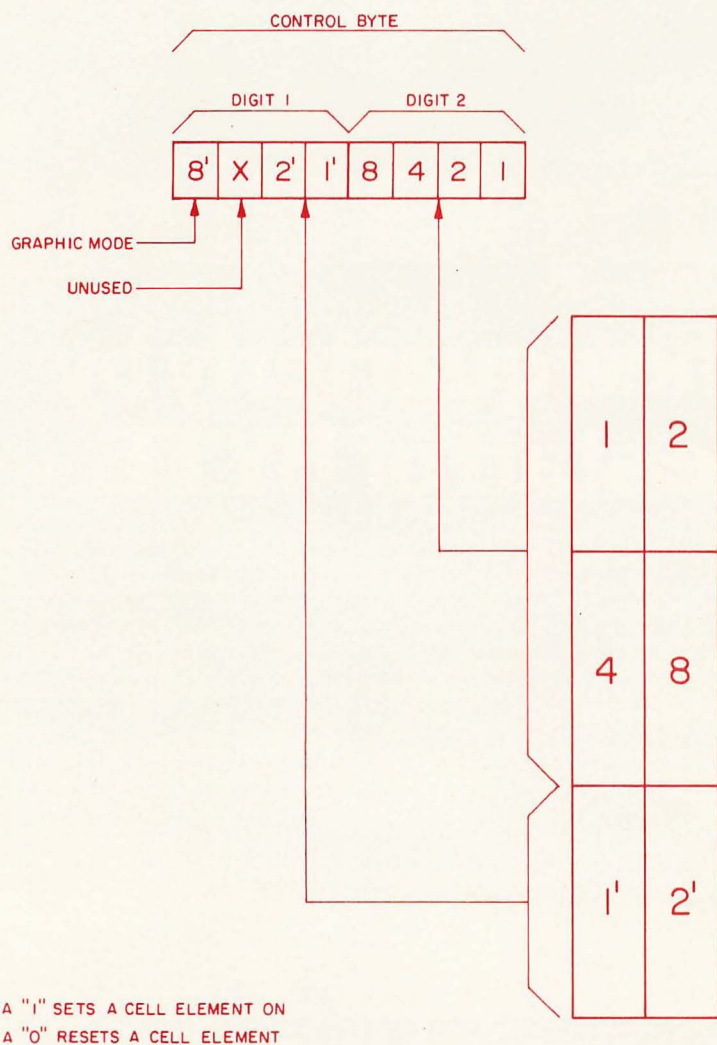 CONTROL BYTE
DIGIT 1 DIGIT 2
8' X 2' 1' 8 4 2 1
GRAPHIC MODE
UNUSED
1 2
4 8
1' 2'
A "1" SETS A CELL ELEMENT ON
A "0" RESETS A CELL ELEMENT